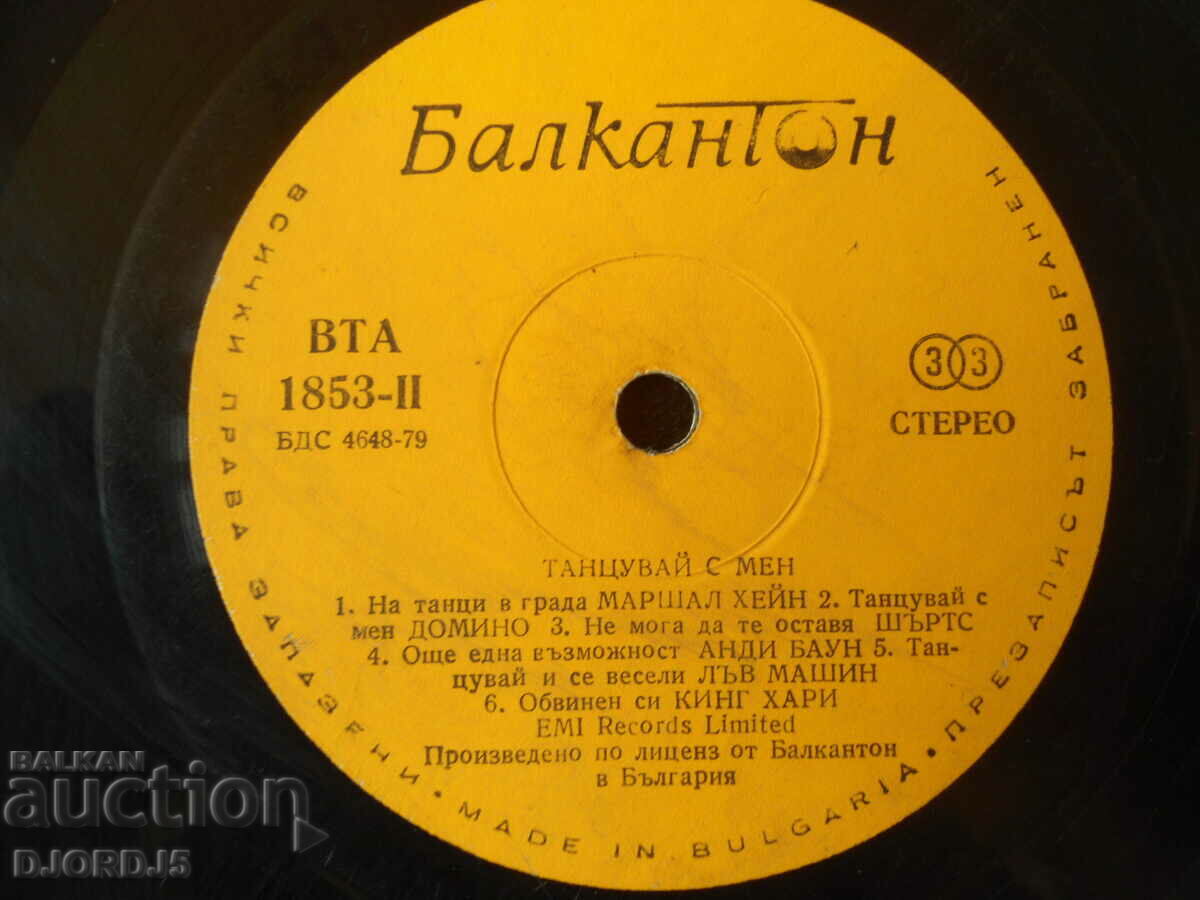 БалканТон
ВСИЧКИ ПРАВА ЗАПАЗЕНИ • MADE IN BULGARIA • ПРЕЗАПИСЪТ ЗАБРАНЕН
ВТА
1853-II
БДС 4648-79
33
СТЕРЕО
ТАНЦУВАЙ С МЕН
1. На танци в града МАРШАЛ ХЕЙН 2. Танцувай с
мен ДОМИНО 3. Не мога да те оставя ШЪРТС
4. Още една възможност АНДИ БАУН 5. Тан-
цувай и се весели ЛЪВ МАШИН
6. Обвинен си КИНГ ХАРИ
EMI Records Limited
Произведено по лиценз от Балкантон
в България
BALKAN
auction
DJORD_J5